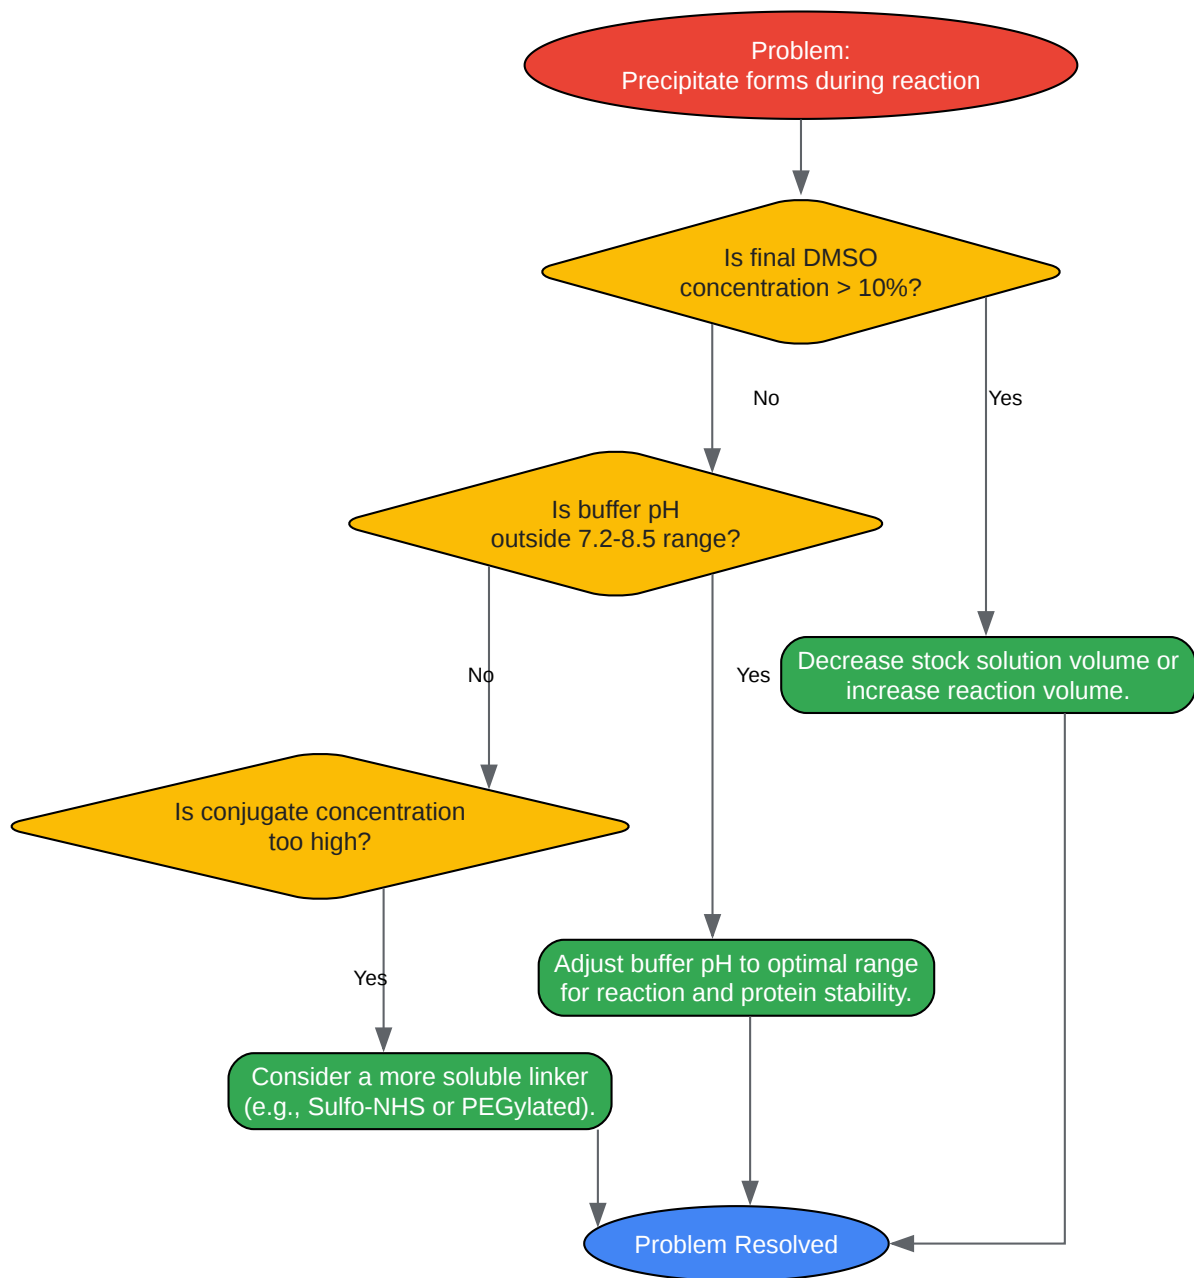 Problem:
Precipitate forms during reaction
Is final DMSO
concentration > 10%?
No
Yes
Is buffer pH
outside 7.2-8.5 range?
Decrease stock solution volume or
increase reaction volume.
No
Yes
Is conjugate concentration
too high?
Adjust buffer pH to optimal range
for reaction and protein stability.
Yes
Consider a more soluble linker
(e.g., Sulfo-NHS or PEGylated).
Problem Resolved